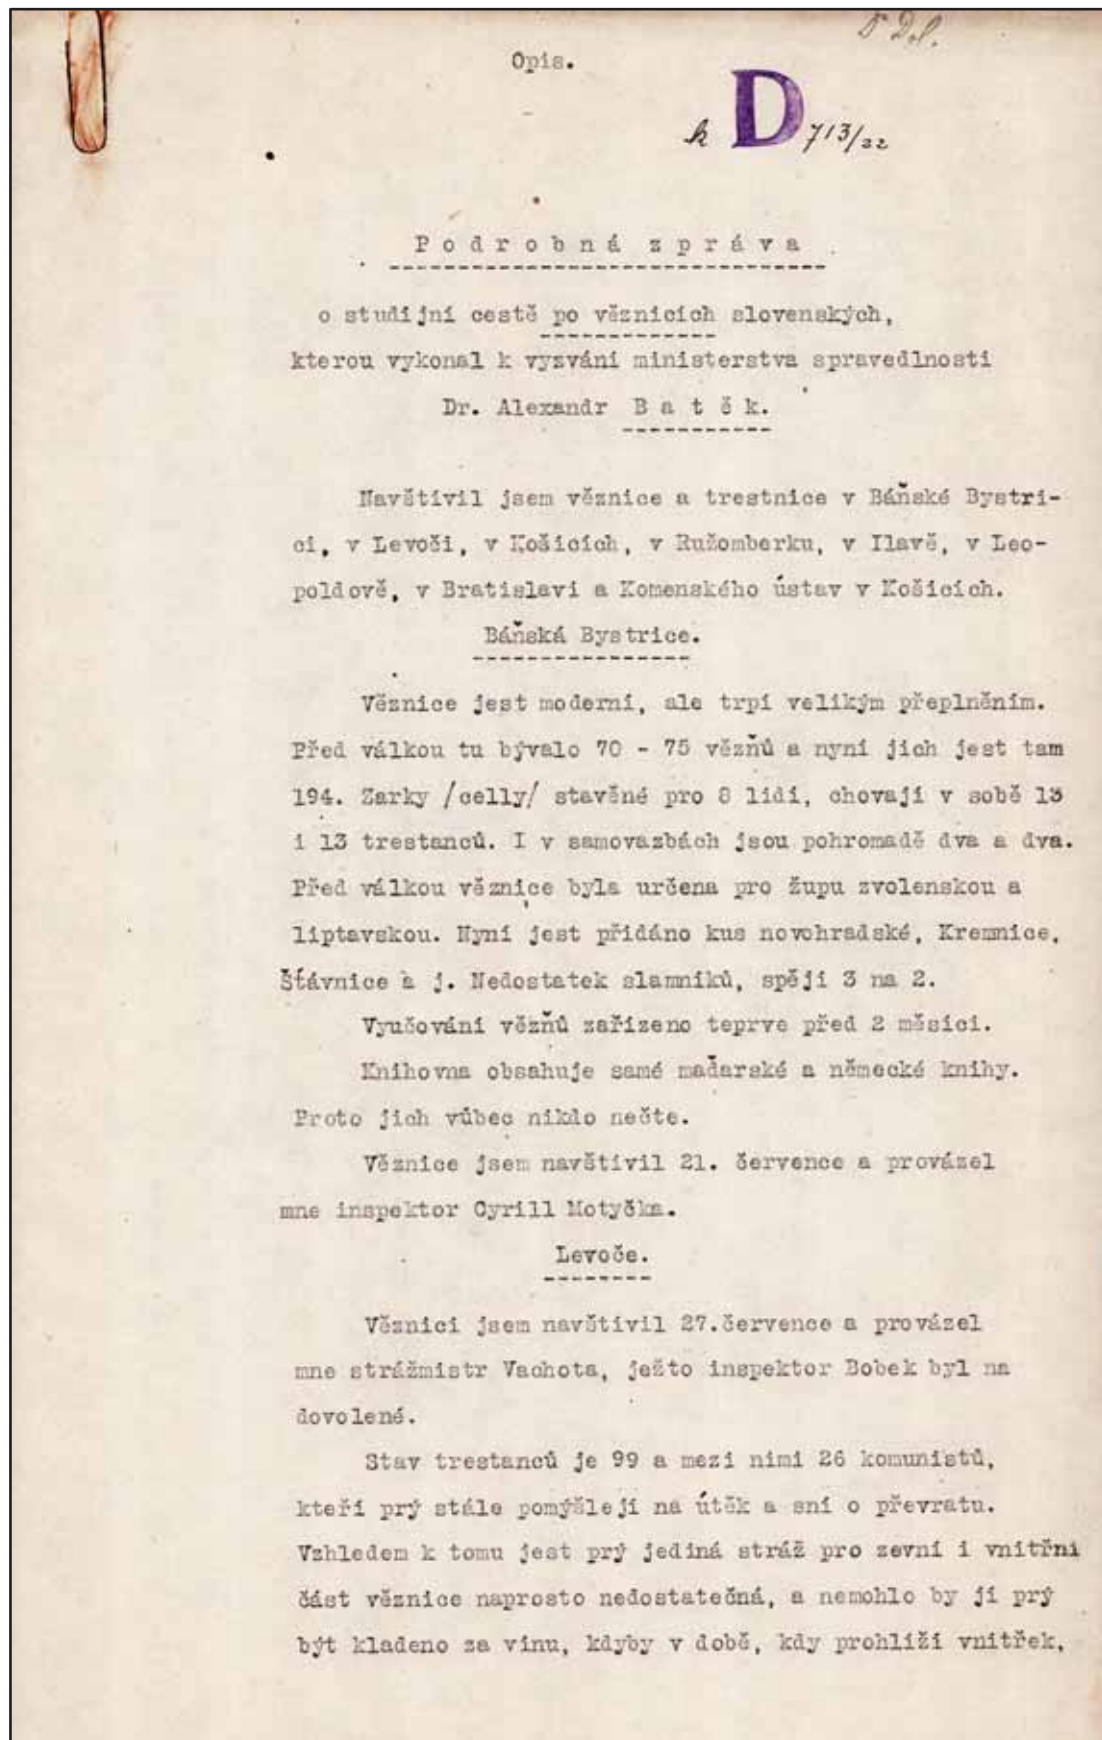 Dr Dol.
Opis.
k D 713/22
Podrobná zpráva
o studijní cestě po věznicích slovenských,
kterou vykonal k vyzvání ministerstva spravedlnosti
Dr. Alexandr Batěk.
Navštívil jsem věznice a trestnice v Báňské Bystri-
ci, v Levoči, v Košicích, v Ružomberku, v Ilavě, v Leo-
poldově, v Bratislavi a Komenského ústav v Košicích.
Báňská Bystrice.
Věznice jest moderní, ale trpí velikým přeplněním.
Před válkou tu bývalo 70 - 75 vězňů a nyní jich jest tam
194. Žarky /celly/ stavěné pro 8 lidí, chovají v sobě 13
i 13 trestanců. I v samovazbách jsou pohromadě dva a dva.
Před válkou věznice byla určena pro župu zvolenskou a
liptavskou. Nyní jest přidáno kus novohradské, Kremnice,
Šťávnice a j. Nedostatek slamníků, spějí 3 na 2.
Vyučování vězňů zařízeno teprve před 2 měsíci.
Knihovna obsahuje samé maďarské a německé knihy.
Proto jich vůbec nikdo nečte.
Věznice jsem navštívil 21. července a provázel
mne inspektor Cyrill Motyčka.
Levoče.
Věznici jsem navštívil 27.července a provázel
mne strážmistr Vachota, ježto inspektor Bobek byl na
dovolené.
Stav trestanců je 99 a mezi nimi 26 komunistů,
kteří prý stále pomýšlejí na útěk a sní o převratu.
Vzhledem k tomu jest prý jediná stráž pro zevní i vnitřní
část věznice naprosto nedostatečná, a nemohlo by jí prý
být kladeno za vinu, kdyby v době, kdy prohlíží vnitřek,